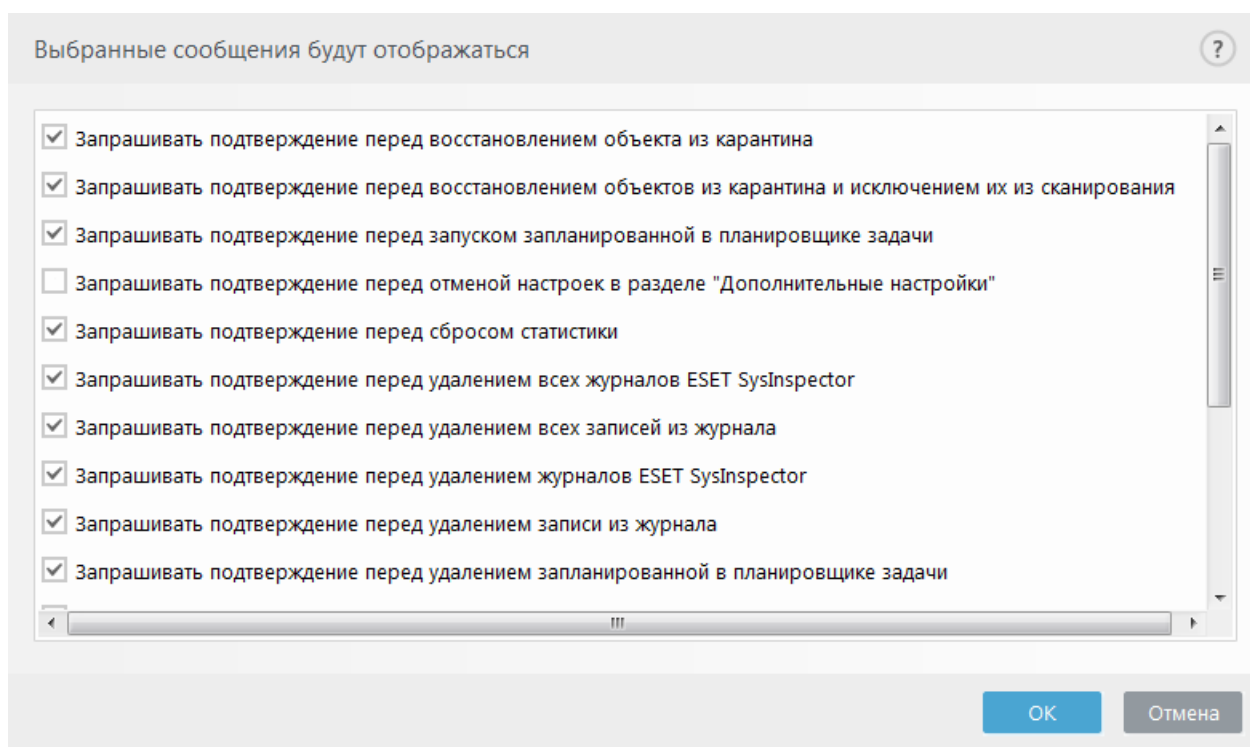 Выбранные сообщения будут отображаться
?
Запрашивать подтверждение перед восстановлением объекта из карантина
Запрашивать подтверждение перед восстановлением объектов из карантина и исключением их из сканирования
Запрашивать подтверждение перед запуском запланированной в планировщике задачи
Запрашивать подтверждение перед отменой настроек в разделе "Дополнительные настройки"
Запрашивать подтверждение перед сбросом статистики
Запрашивать подтверждение перед удалением всех журналов ESET SysInspector
Запрашивать подтверждение перед удалением всех записей из журнала
Запрашивать подтверждение перед удалением журналов ESET SysInspector
Запрашивать подтверждение перед удалением записи из журнала
Запрашивать подтверждение перед удалением запланированной в планировщике задачи
OK
Отмена